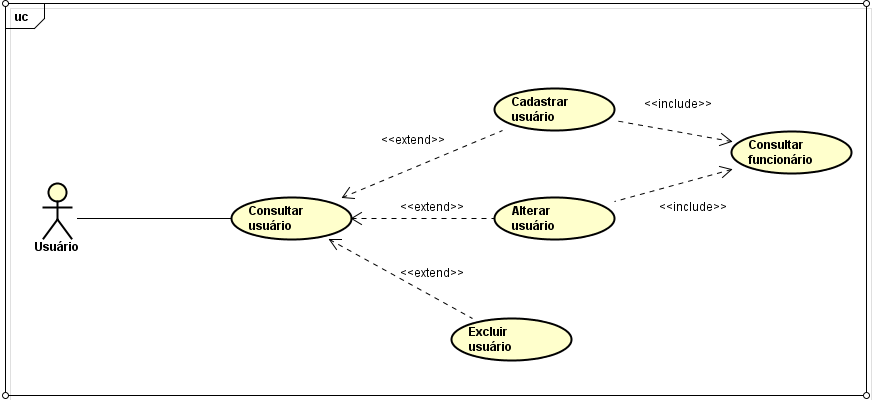 uc
Cadastrar
usuário
<<include>>
<<extend>>
Consultar
funcionário
Consultar
usuário
<<extend>>
Alterar
usuário
<<include>>
Usuário
<<extend>>
Excluir
usuário